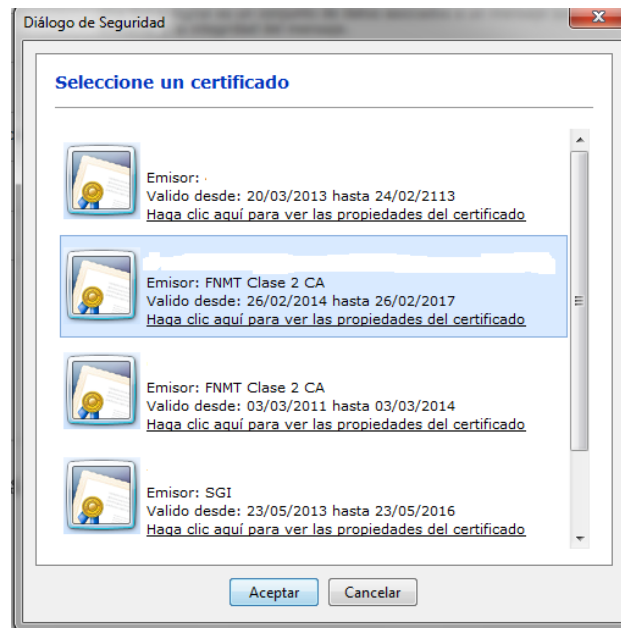 Diálogo de Seguridad
Seleccione un certificado
Emisor:
Valido desde: 20/03/2013 hasta 24/02/2113
Haga clic aquí para ver las propiedades del certificado
Emisor: FNMT Clase 2 CA
Valido desde: 26/02/2014 hasta 26/02/2017
Haga clic aquí para ver las propiedades del certificado
Emisor: FNMT Clase 2 CA
Valido desde: 03/03/2011 hasta 03/03/2014
Haga clic aquí para ver las propiedades del certificado
Emisor: SGI
Valido desde: 23/05/2013 hasta 23/05/2016
Haga clic aquí para ver las propiedades del certificado
Aceptar
Cancelar